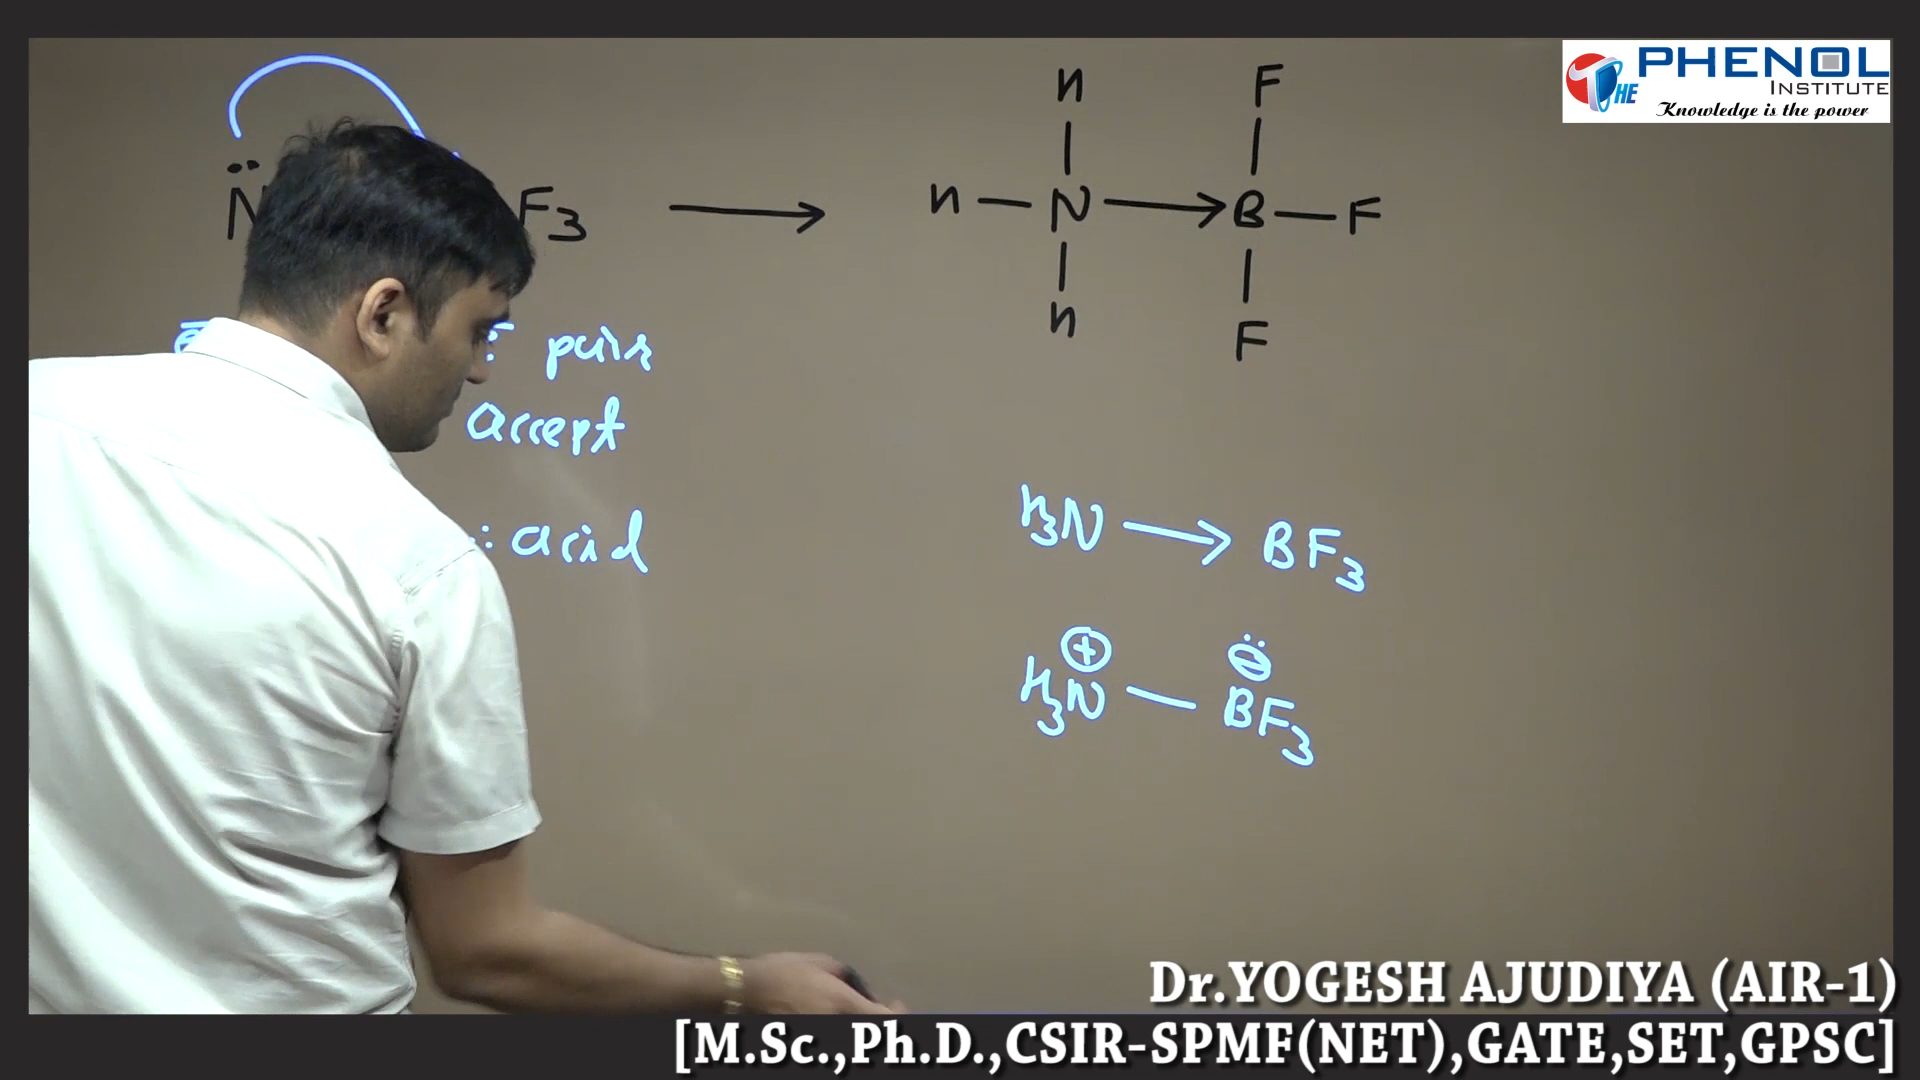 THE PHENOL
INSTITUTE
Knowledge is the power
H
F
F3 → H — N → B — F
H
F
pair
accept
∴ acid
H3N → BF3
⊕ ⊖
H3N — BF3
Dr.YOGESH AJUDIYA (AIR-1)
[M.Sc.,Ph.D.,CSIR-SPMF(NET),GATE,SET,GPSC]